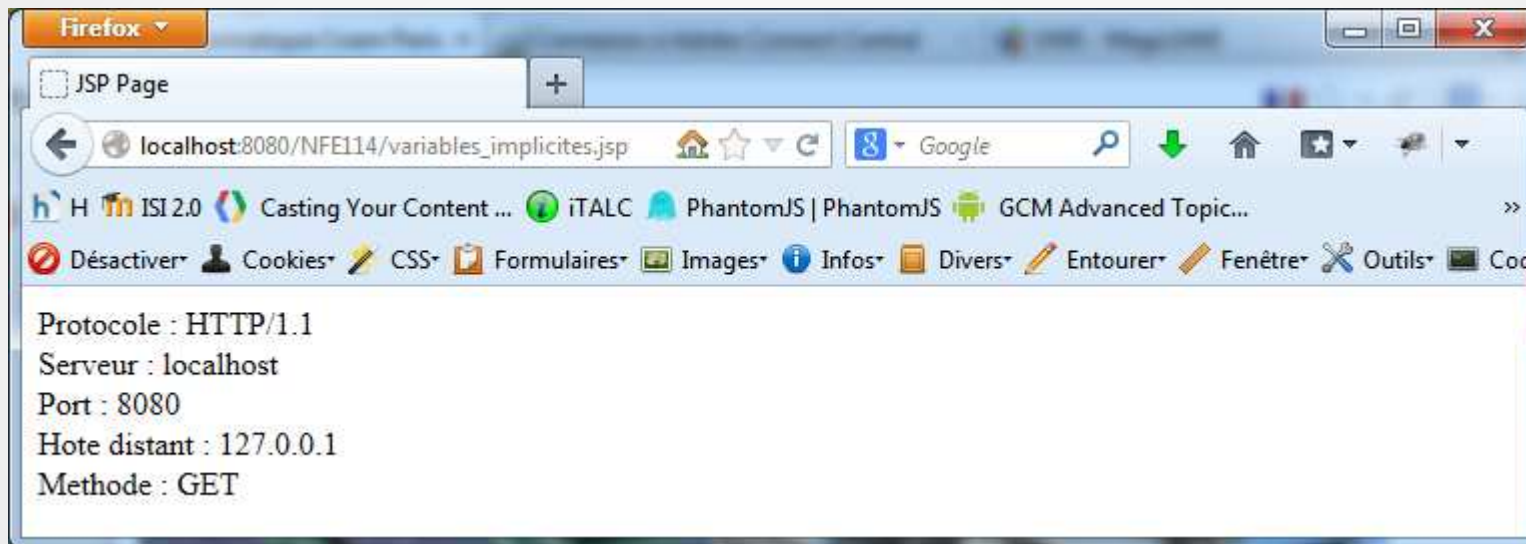 Firefox
JSP Page
localhost:8080/NFE114/variables_implicites.jsp
Google
H ISI 2.0 Casting Your Content ... iTALC PhantomJS | PhantomJS GCM Advanced Topic... »
Désactiver Cookies CSS Formulaires Images Infos Divers Entourer Fenêtre Outils Coo
Protocole : HTTP/1.1
Serveur : localhost
Port : 8080
Hote distant : 127.0.0.1
Methode : GET